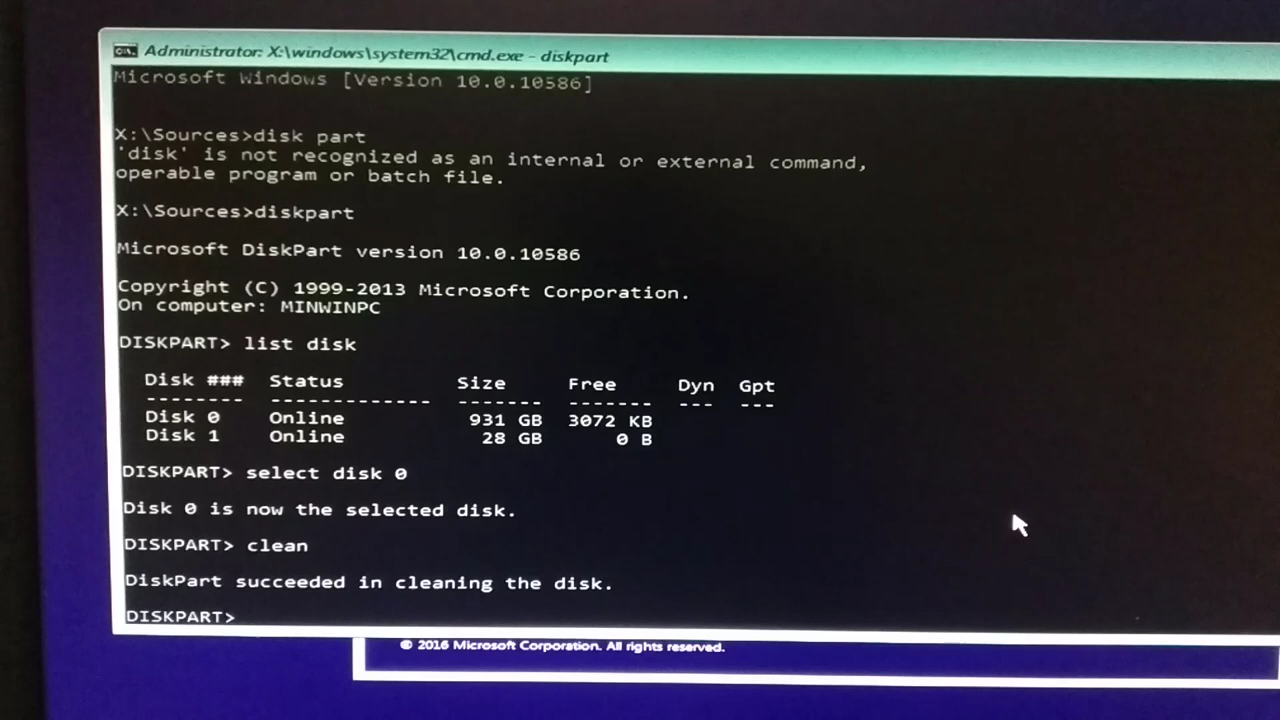 Administrator: X:\windows\system32\cmd.exe - diskpart
Microsoft Windows [Version 10.0.10586]
X:\Sources>disk part
'disk' is not recognized as an internal or external command,
operable program or batch file.
X:\Sources>diskpart
Microsoft DiskPart version 10.0.10586
Copyright (C) 1999-2013 Microsoft Corporation.
On computer: MINWINPC
DISKPART> list disk
Disk ### Status Size Free Dyn Gpt
-------- ------------- ------- ------- --- ---
Disk 0 Online 931 GB 3072 KB
Disk 1 Online 28 GB 0 B
DISKPART> select disk 0
Disk 0 is now the selected disk.
DISKPART> clean
DiskPart succeeded in cleaning the disk.
DISKPART>
© 2016 Microsoft Corporation. All rights reserved.